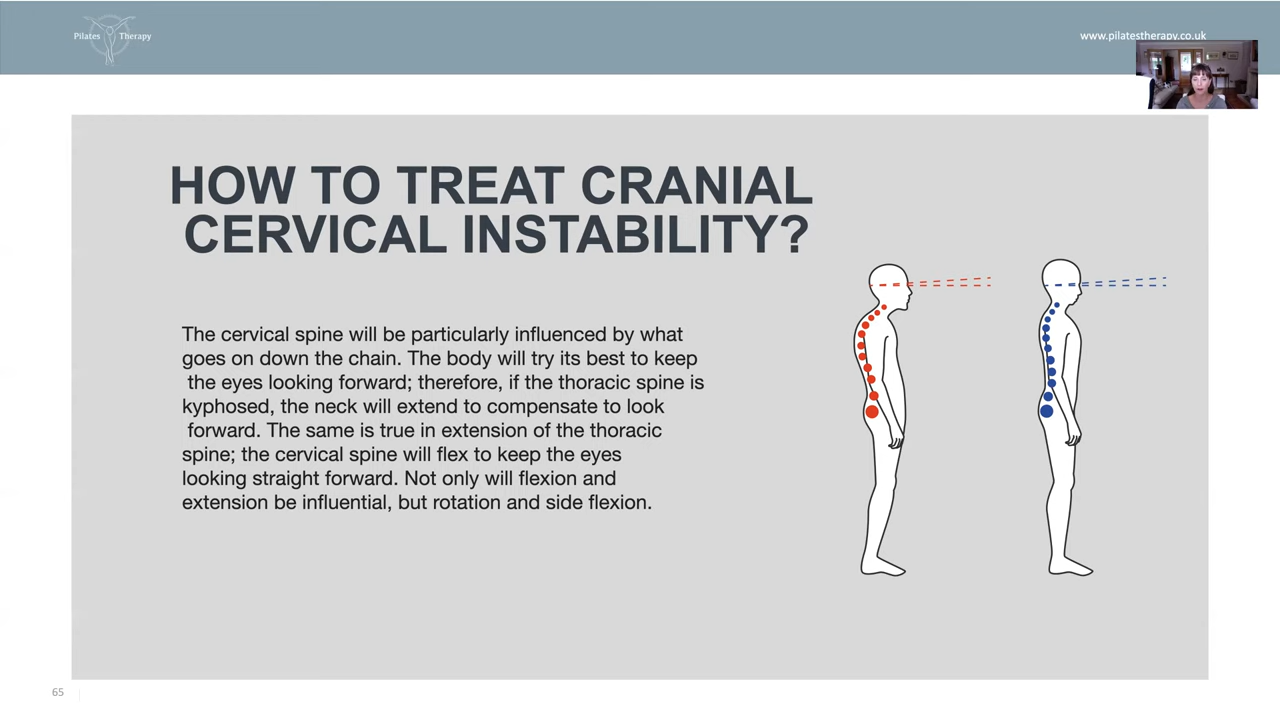 Pilates Therapy
www.pilatestherapy.co.uk
HOW TO TREAT CRANIAL
CERVICAL INSTABILITY?
The cervical spine will be particularly influenced by what
goes on down the chain. The body will try its best to keep
the eyes looking forward; therefore, if the thoracic spine is
kyphosed, the neck will extend to compensate to look
forward. The same is true in extension of the thoracic
spine; the cervical spine will flex to keep the eyes
looking straight forward. Not only will flexion and
extension be influential, but rotation and side flexion.
65